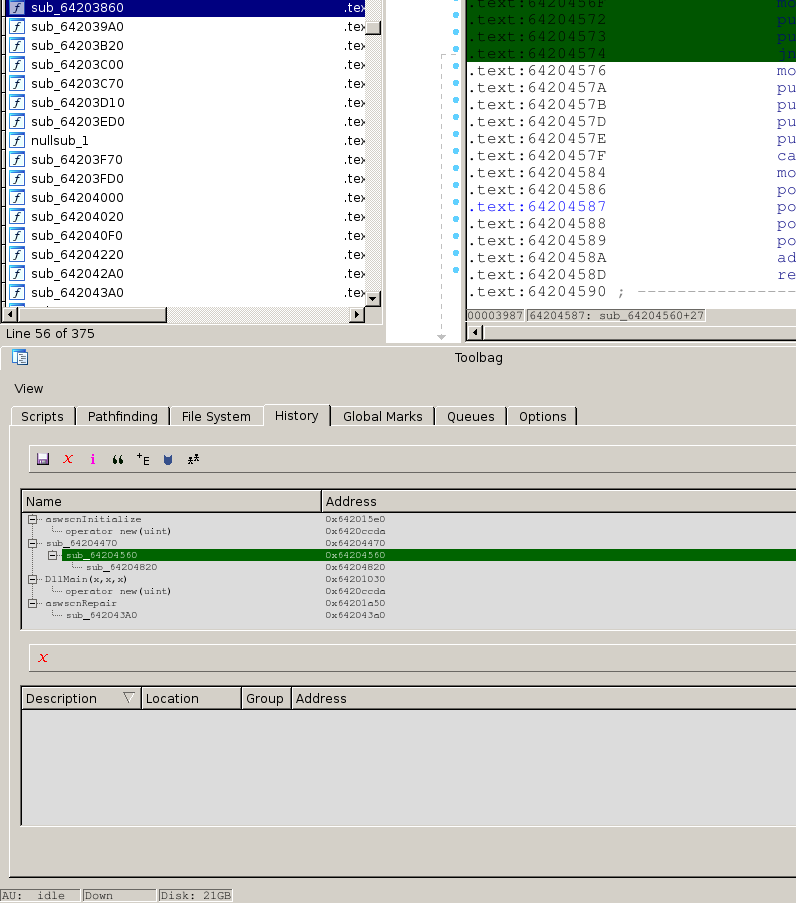 sub_64203860 .tex
sub_642039A0 .tex
sub_64203B20 .tex
sub_64203C00 .tex
sub_64203C70 .tex
sub_64203D10 .tex
sub_64203ED0 .tex
nullsub_1 .tex
sub_64203F70 .tex
sub_64203FD0 .tex
sub_64204000 .tex
sub_64204020 .tex
sub_642040F0 .tex
sub_64204220 .tex
sub_642042A0 .tex
sub_642043A0 .tex
Line 56 of 375
.text:6420456F mo
.text:64204572 pu
.text:64204573 pu
.text:64204574 jm
.text:64204576 mo
.text:6420457A pu
.text:6420457B pu
.text:6420457D pu
.text:6420457E pu
.text:6420457F ca
.text:64204584 mo
.text:64204586 po
.text:64204587 po
.text:64204588 po
.text:64204589 po
.text:6420458A ad
.text:6420458D re
.text:64204590 ; ------------
00003987 64204587: sub_64204560+27
Toolbag
View
Scripts Pathfinding File System History Global Marks Queues Options
x i +E
Name Address
aswscnInitialize 0x642015e0
operator new(uint) 0x6420ccda
sub_64204470 0x64204470
sub_64204560 0x64204560
sub_64204820 0x64204820
DllMain(x,x,x) 0x64201030
operator new(uint) 0x6420ccda
aswscnRepair 0x64201a50
sub_642043A0 0x642043a0
x
Description Location Group Address
AU: idle Down Disk: 21GB